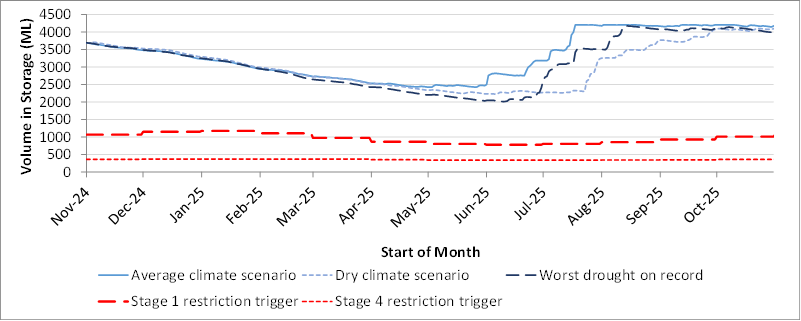 4500
4000
3500
3000
2500
2000
1500
1000
500
0
Volume in Storage (ML)
Nov-24
Dec-24
Jan-25
Feb-25
Mar-25
Apr-25
May-25
Jun-25
Jul-25
Aug-25
Sep-25
Oct-25
Start of Month
Average climate scenario
Dry climate scenario
Worst drought on record
Stage 1 restriction trigger
Stage 4 restriction trigger